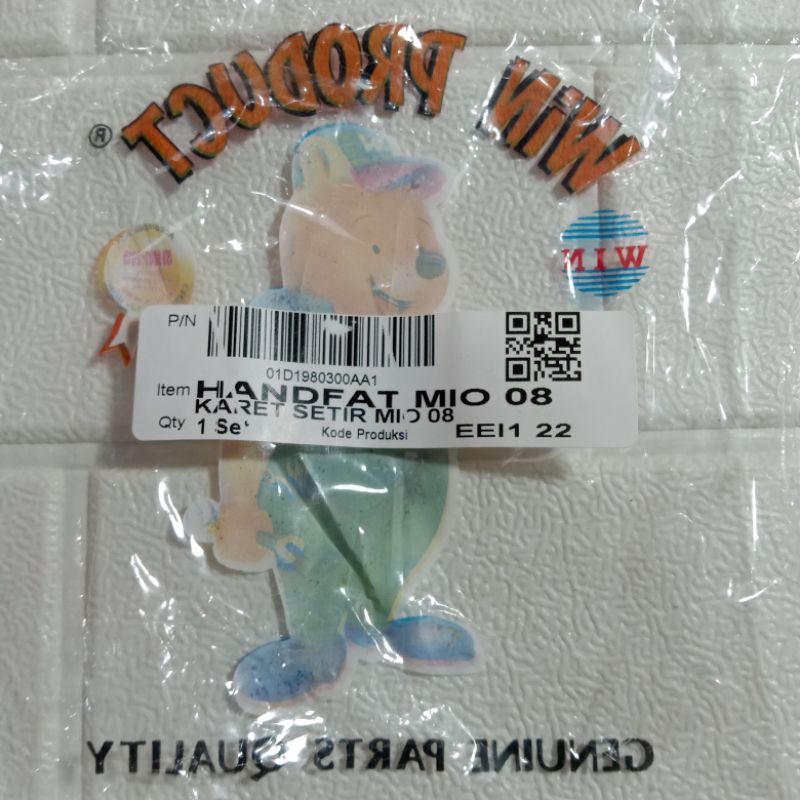 WIN PRODUCT ®
WIN
P/N
01D1980300AA1
Item HANDFAT MIO 08
KARET SETIR MIO 08
Qty 1 Set
Kode Produksi EEI1 22
GENUINE PARTS QUALITY